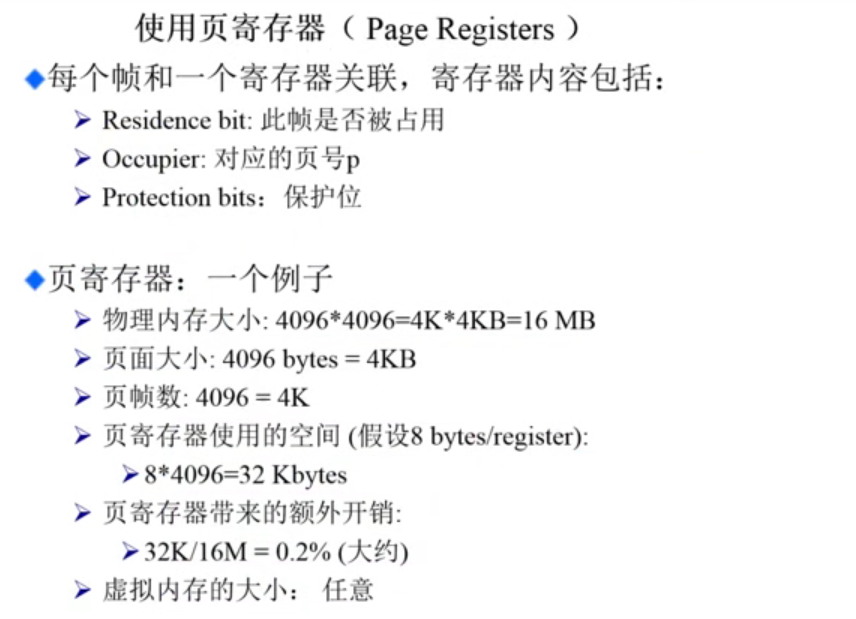 使用页寄存器（ Page Registers ）
每个帧和一个寄存器关联，寄存器内容包括：
Residence bit: 此帧是否被占用
Occupier: 对应的页号p
Protection bits：保护位
页寄存器：一个例子
物理内存大小: 4096*4096=4K*4KB=16 MB
页面大小: 4096 bytes = 4KB
页帧数: 4096 = 4K
页寄存器使用的空间 (假设8 bytes/register):
8*4096=32 Kbytes
页寄存器带来的额外开销:
32K/16M = 0.2% (大约)
虚拟内存的大小： 任意